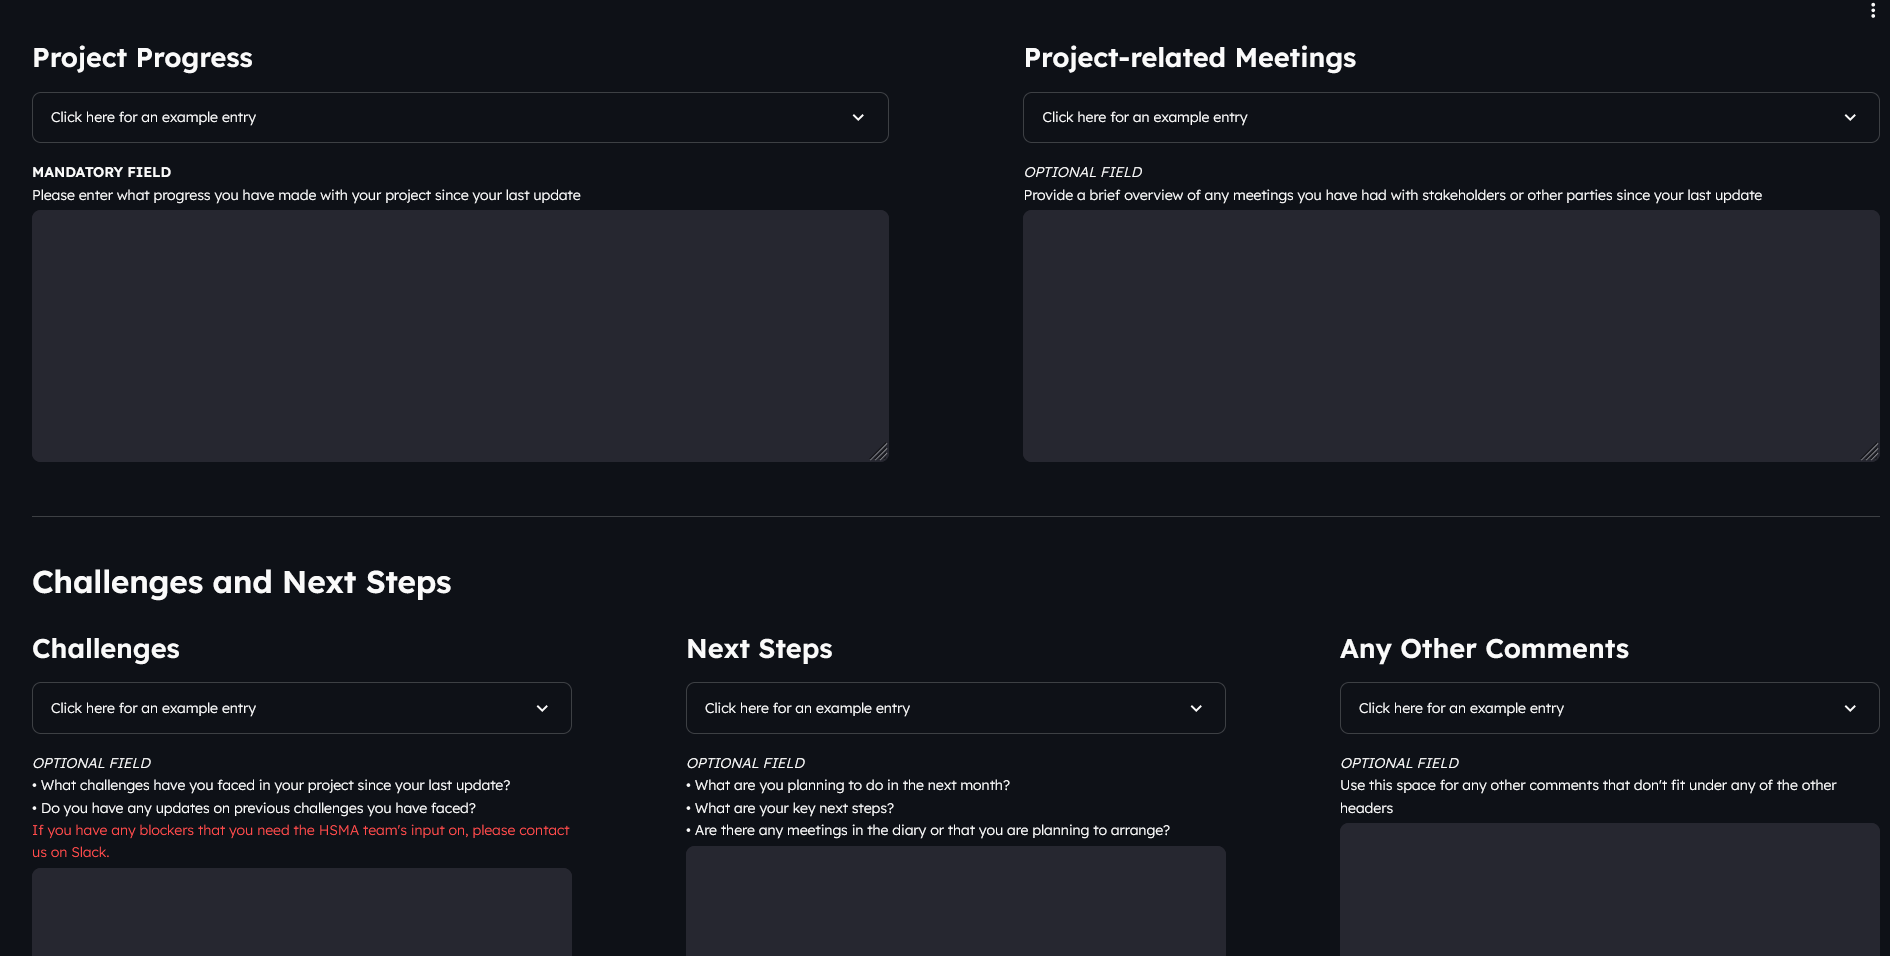 Project Progress
Click here for an example entry
MANDATORY FIELD
Please enter what progress you have made with your project since your last update
Project-related Meetings
Click here for an example entry
OPTIONAL FIELD
Provide a brief overview of any meetings you have had with stakeholders or other parties since your last update
Challenges and Next Steps
Challenges
Click here for an example entry
OPTIONAL FIELD
• What challenges have you faced in your project since your last update?
• Do you have any updates on previous challenges you have faced?
If you have any blockers that you need the HSMA team's input on, please contact
us on Slack.
Next Steps
Click here for an example entry
OPTIONAL FIELD
• What are you planning to do in the next month?
• What are your key next steps?
• Are there any meetings in the diary or that you are planning to arrange?
Any Other Comments
Click here for an example entry
OPTIONAL FIELD
Use this space for any other comments that don't fit under any of the other
headers